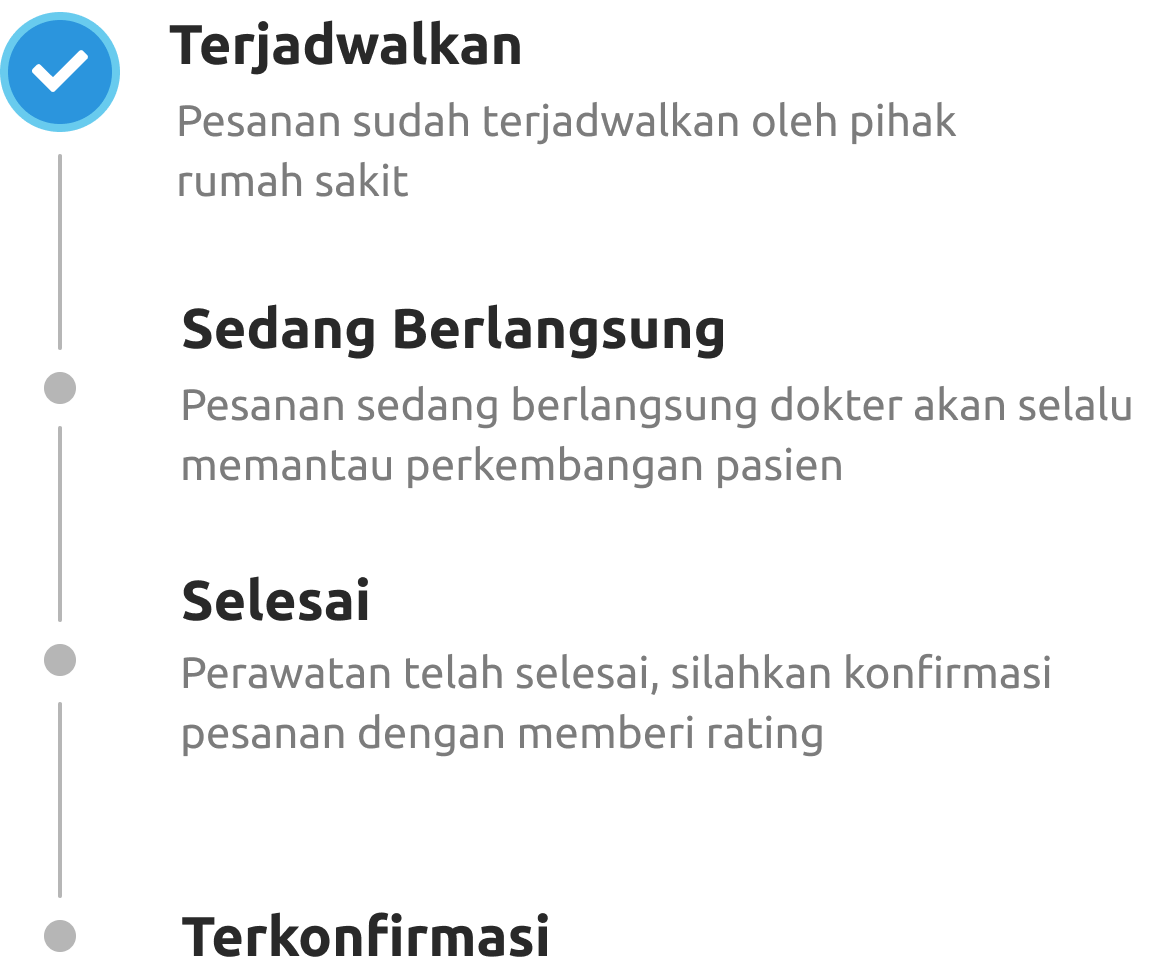 Terjadwalkan
Pesanan sudah terjadwalkan oleh pihak
rumah sakit
Sedang Berlangsung
Pesanan sedang berlangsung dokter akan selalu
memantau perkembangan pasien
Selesai
Perawatan telah selesai, silahkan konfirmasi
pesanan dengan memberi rating
Terkonfirmasi